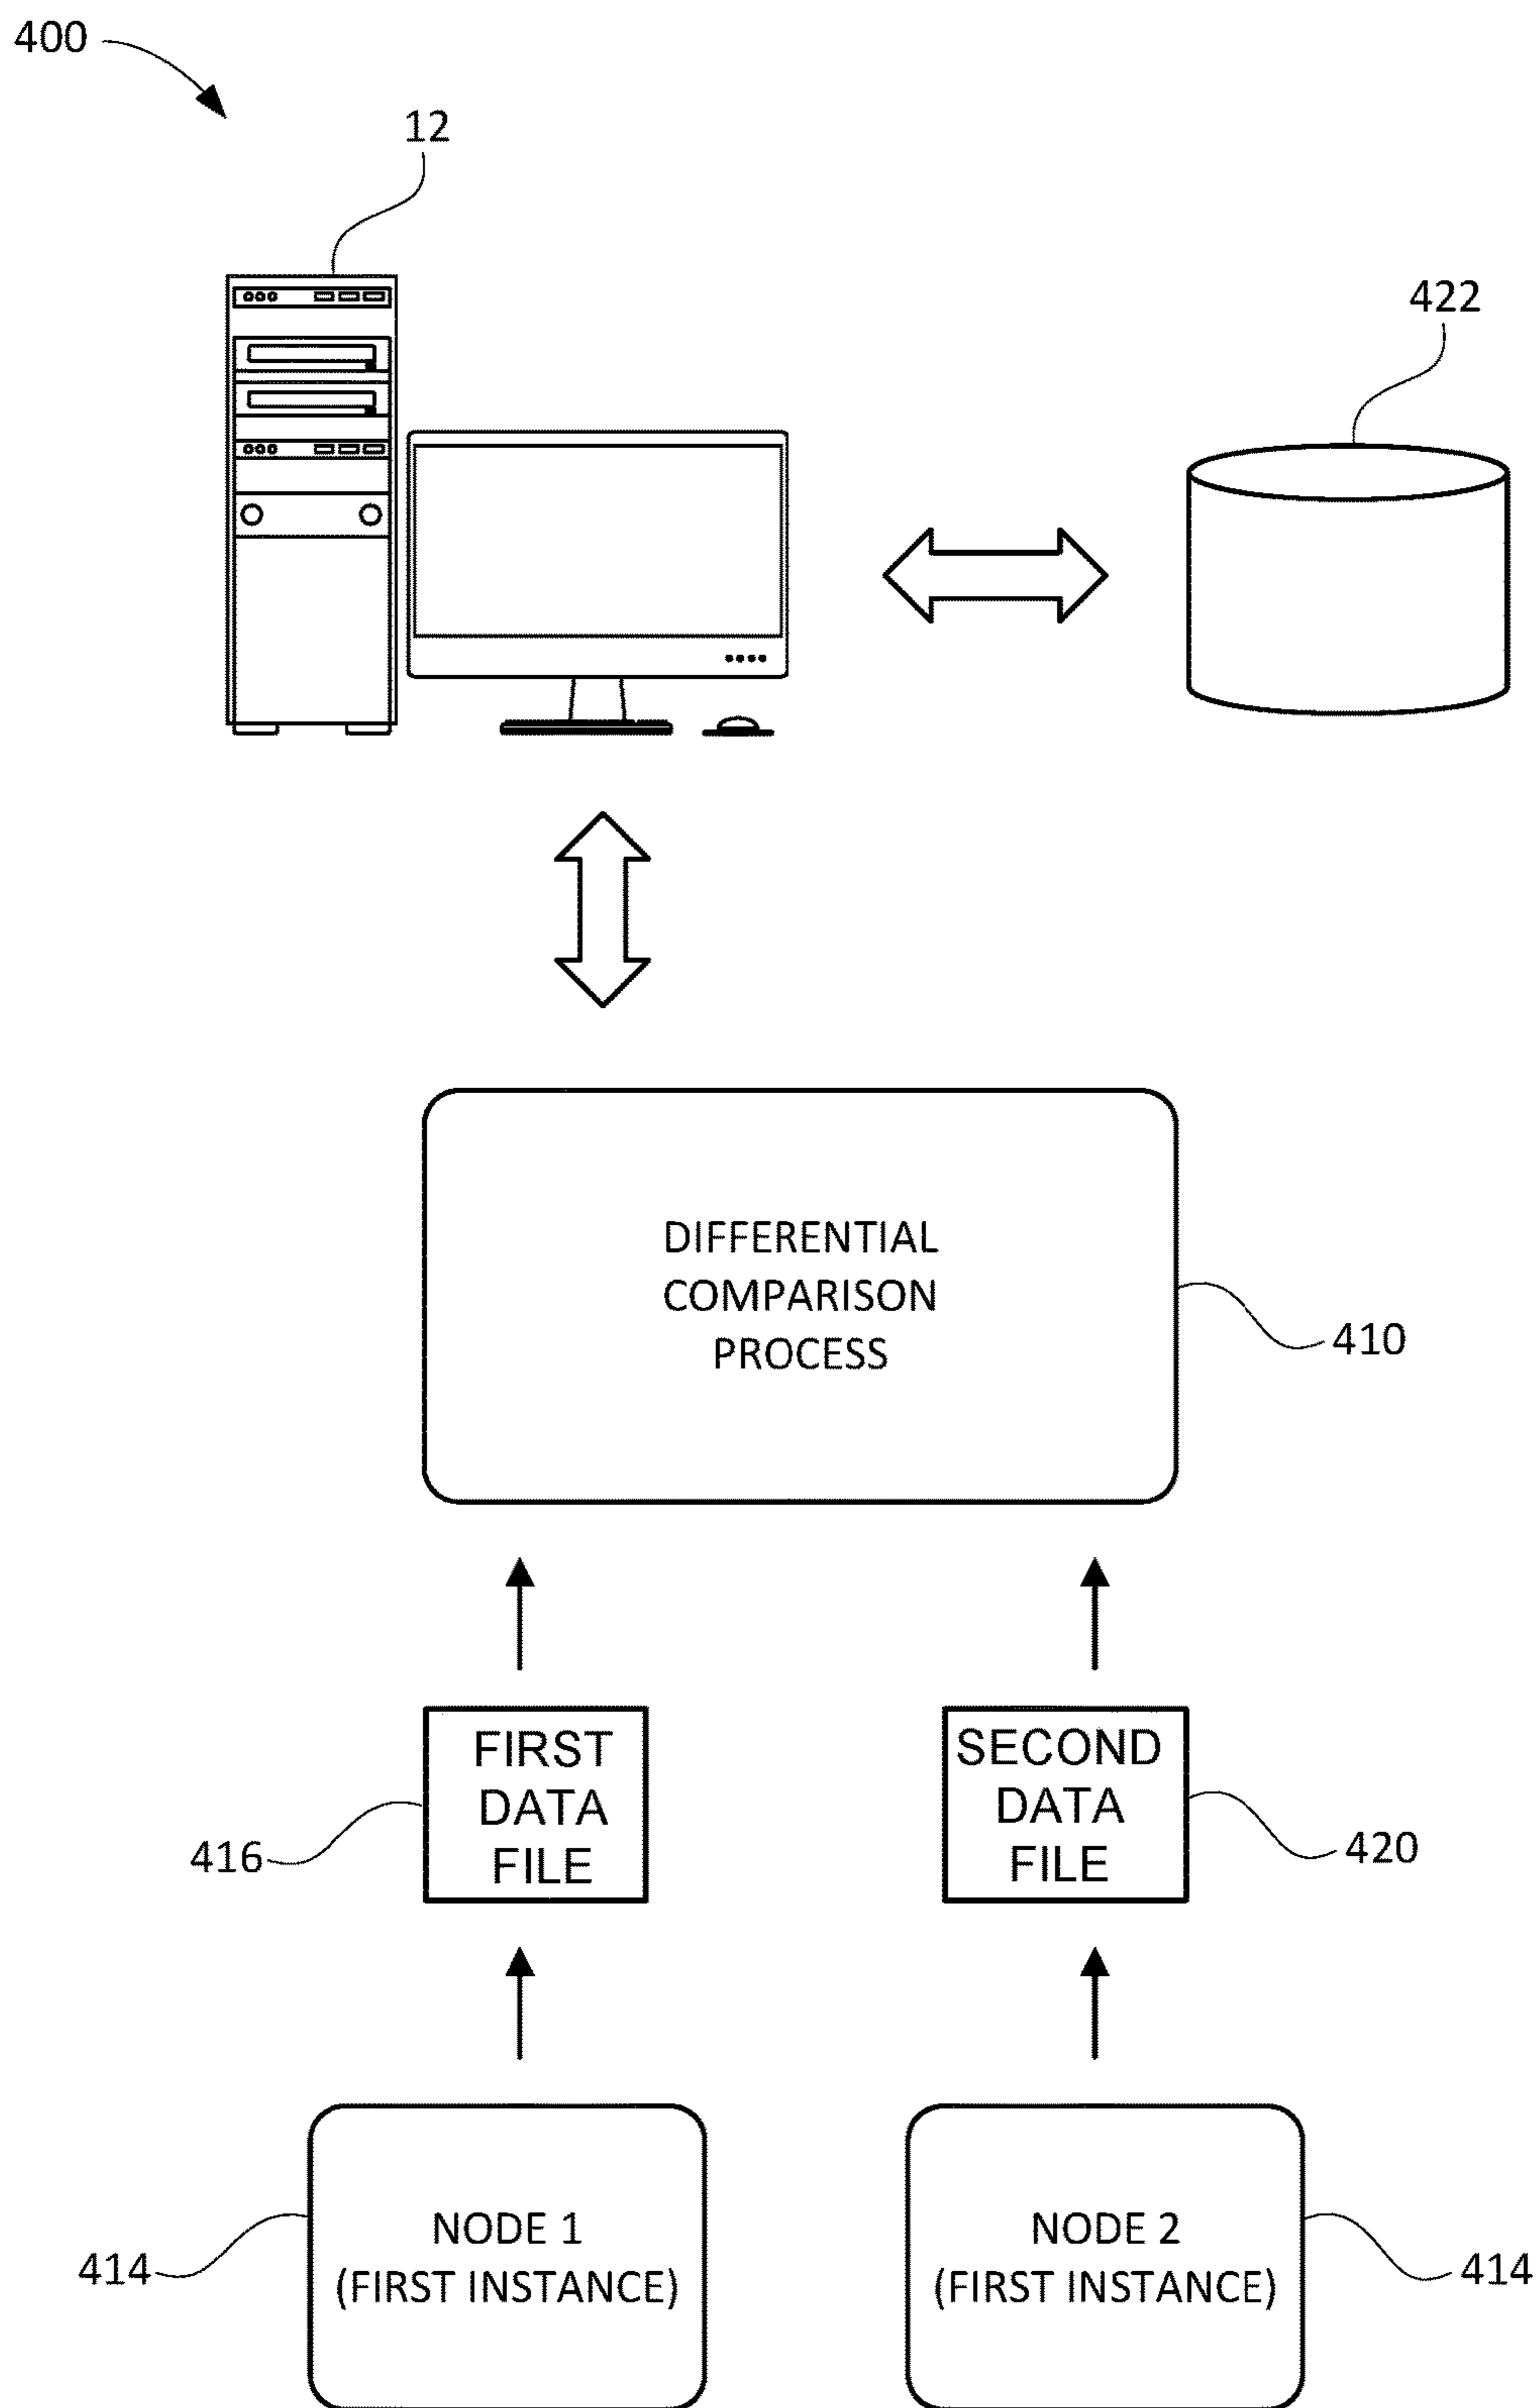 400
12
422
DIFFERENTIAL
COMPARISON
PROCESS
410
FIRST
DATA
FILE
416
SECOND
DATA
FILE
420
NODE 1
(FIRST INSTANCE)
414
NODE 2
(FIRST INSTANCE)
414